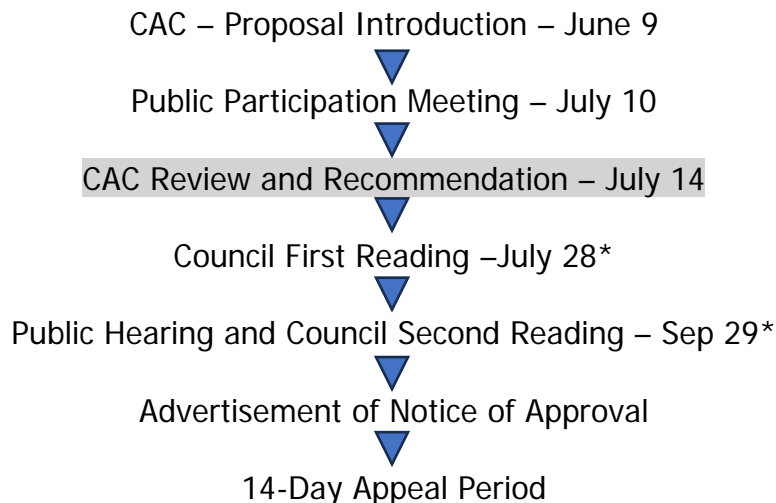 CAC – Proposal Introduction – June 9
Public Participation Meeting – July 10
CAC Review and Recommendation – July 14
Council First Reading –July 28*
Public Hearing and Council Second Reading – Sep 29*
Advertisement of Notice of Approval
14-Day Appeal Period